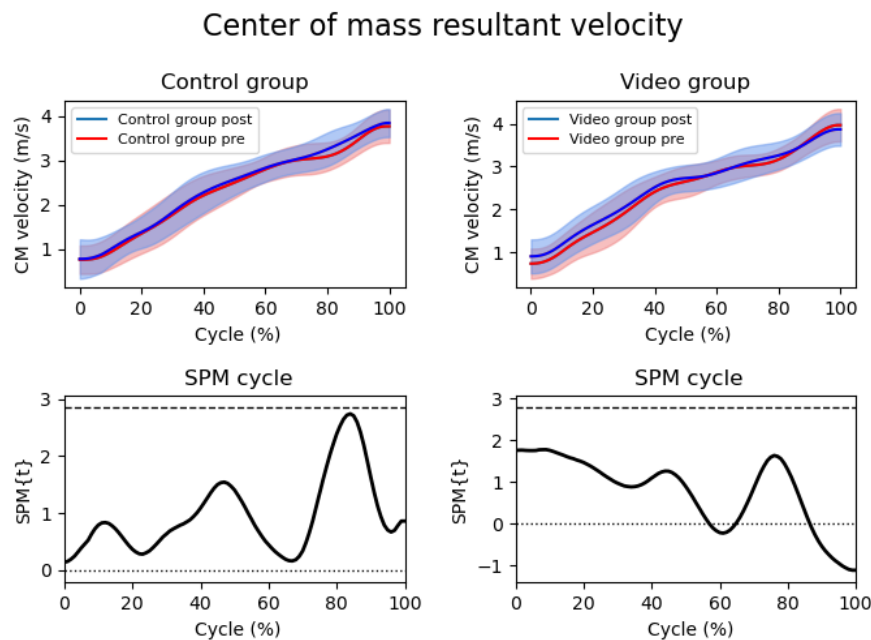 Center of mass resultant velocity
Control group
CM velocity (m/s)
4
3
2
1
Control group post
Control group pre
0 20 40 60 80 100
Cycle (%)
Video group
CM velocity (m/s)
4
3
2
1
Video group post
Video group pre
0 20 40 60 80 100
Cycle (%)
SPM cycle
SPM{t}
3
2
1
0
0 20 40 60 80 100
Cycle (%)
SPM cycle
SPM{t}
3
2
1
0
−1
0 20 40 60 80 100
Cycle (%)